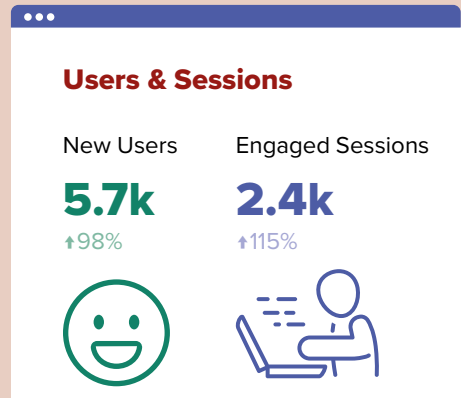 Users & Sessions
New Users
Engaged Sessions
5.7k
2.4k
⬆98%
⬆115%